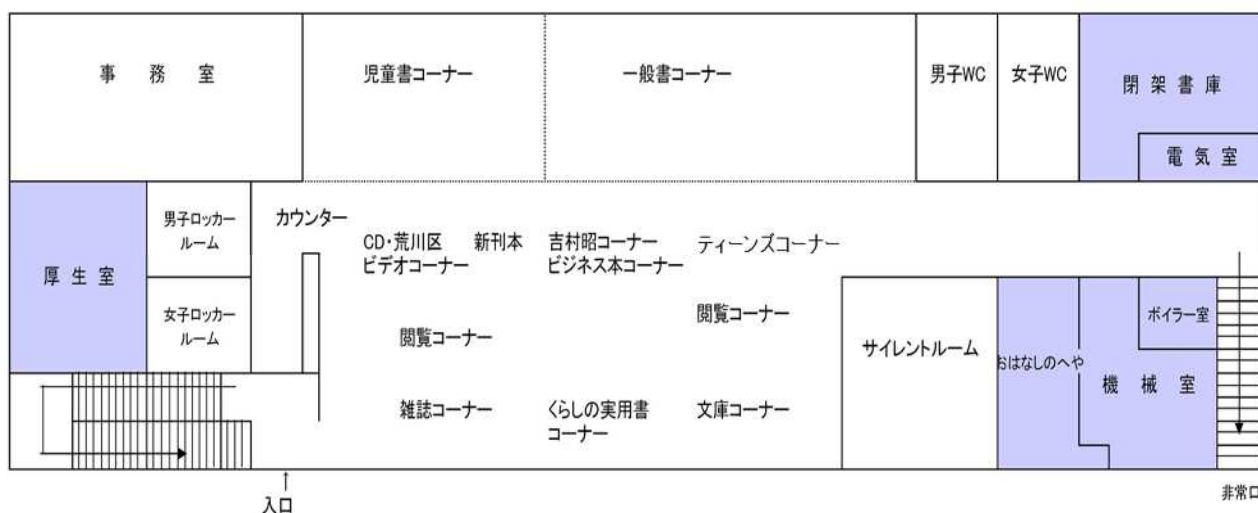 事務室
児童書コーナー
一般書コーナー
男子WC
女子WC
閉架書庫
電気室
厚生室
男子ロッカー
ルーム
女子ロッカー
ルーム
カウンター
CD・荒川区
ビデオコーナー
新刊本
吉村昭コーナー
ビジネス本コーナー
ティーンズコーナー
閲覧コーナー
閲覧コーナー
雑誌コーナー
くらしの実用書
コーナー
文庫コーナー
サイレントルーム
おはなしのへや
ボイラー室
機械室
↑
入口
非常口